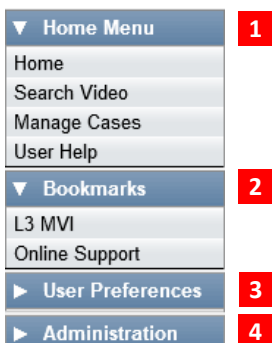 ▼ Home Menu 1
Home
Search Video
Manage Cases
User Help
▼ Bookmarks 2
L3 MVI
Online Support
► User Preferences 3
► Administration 4